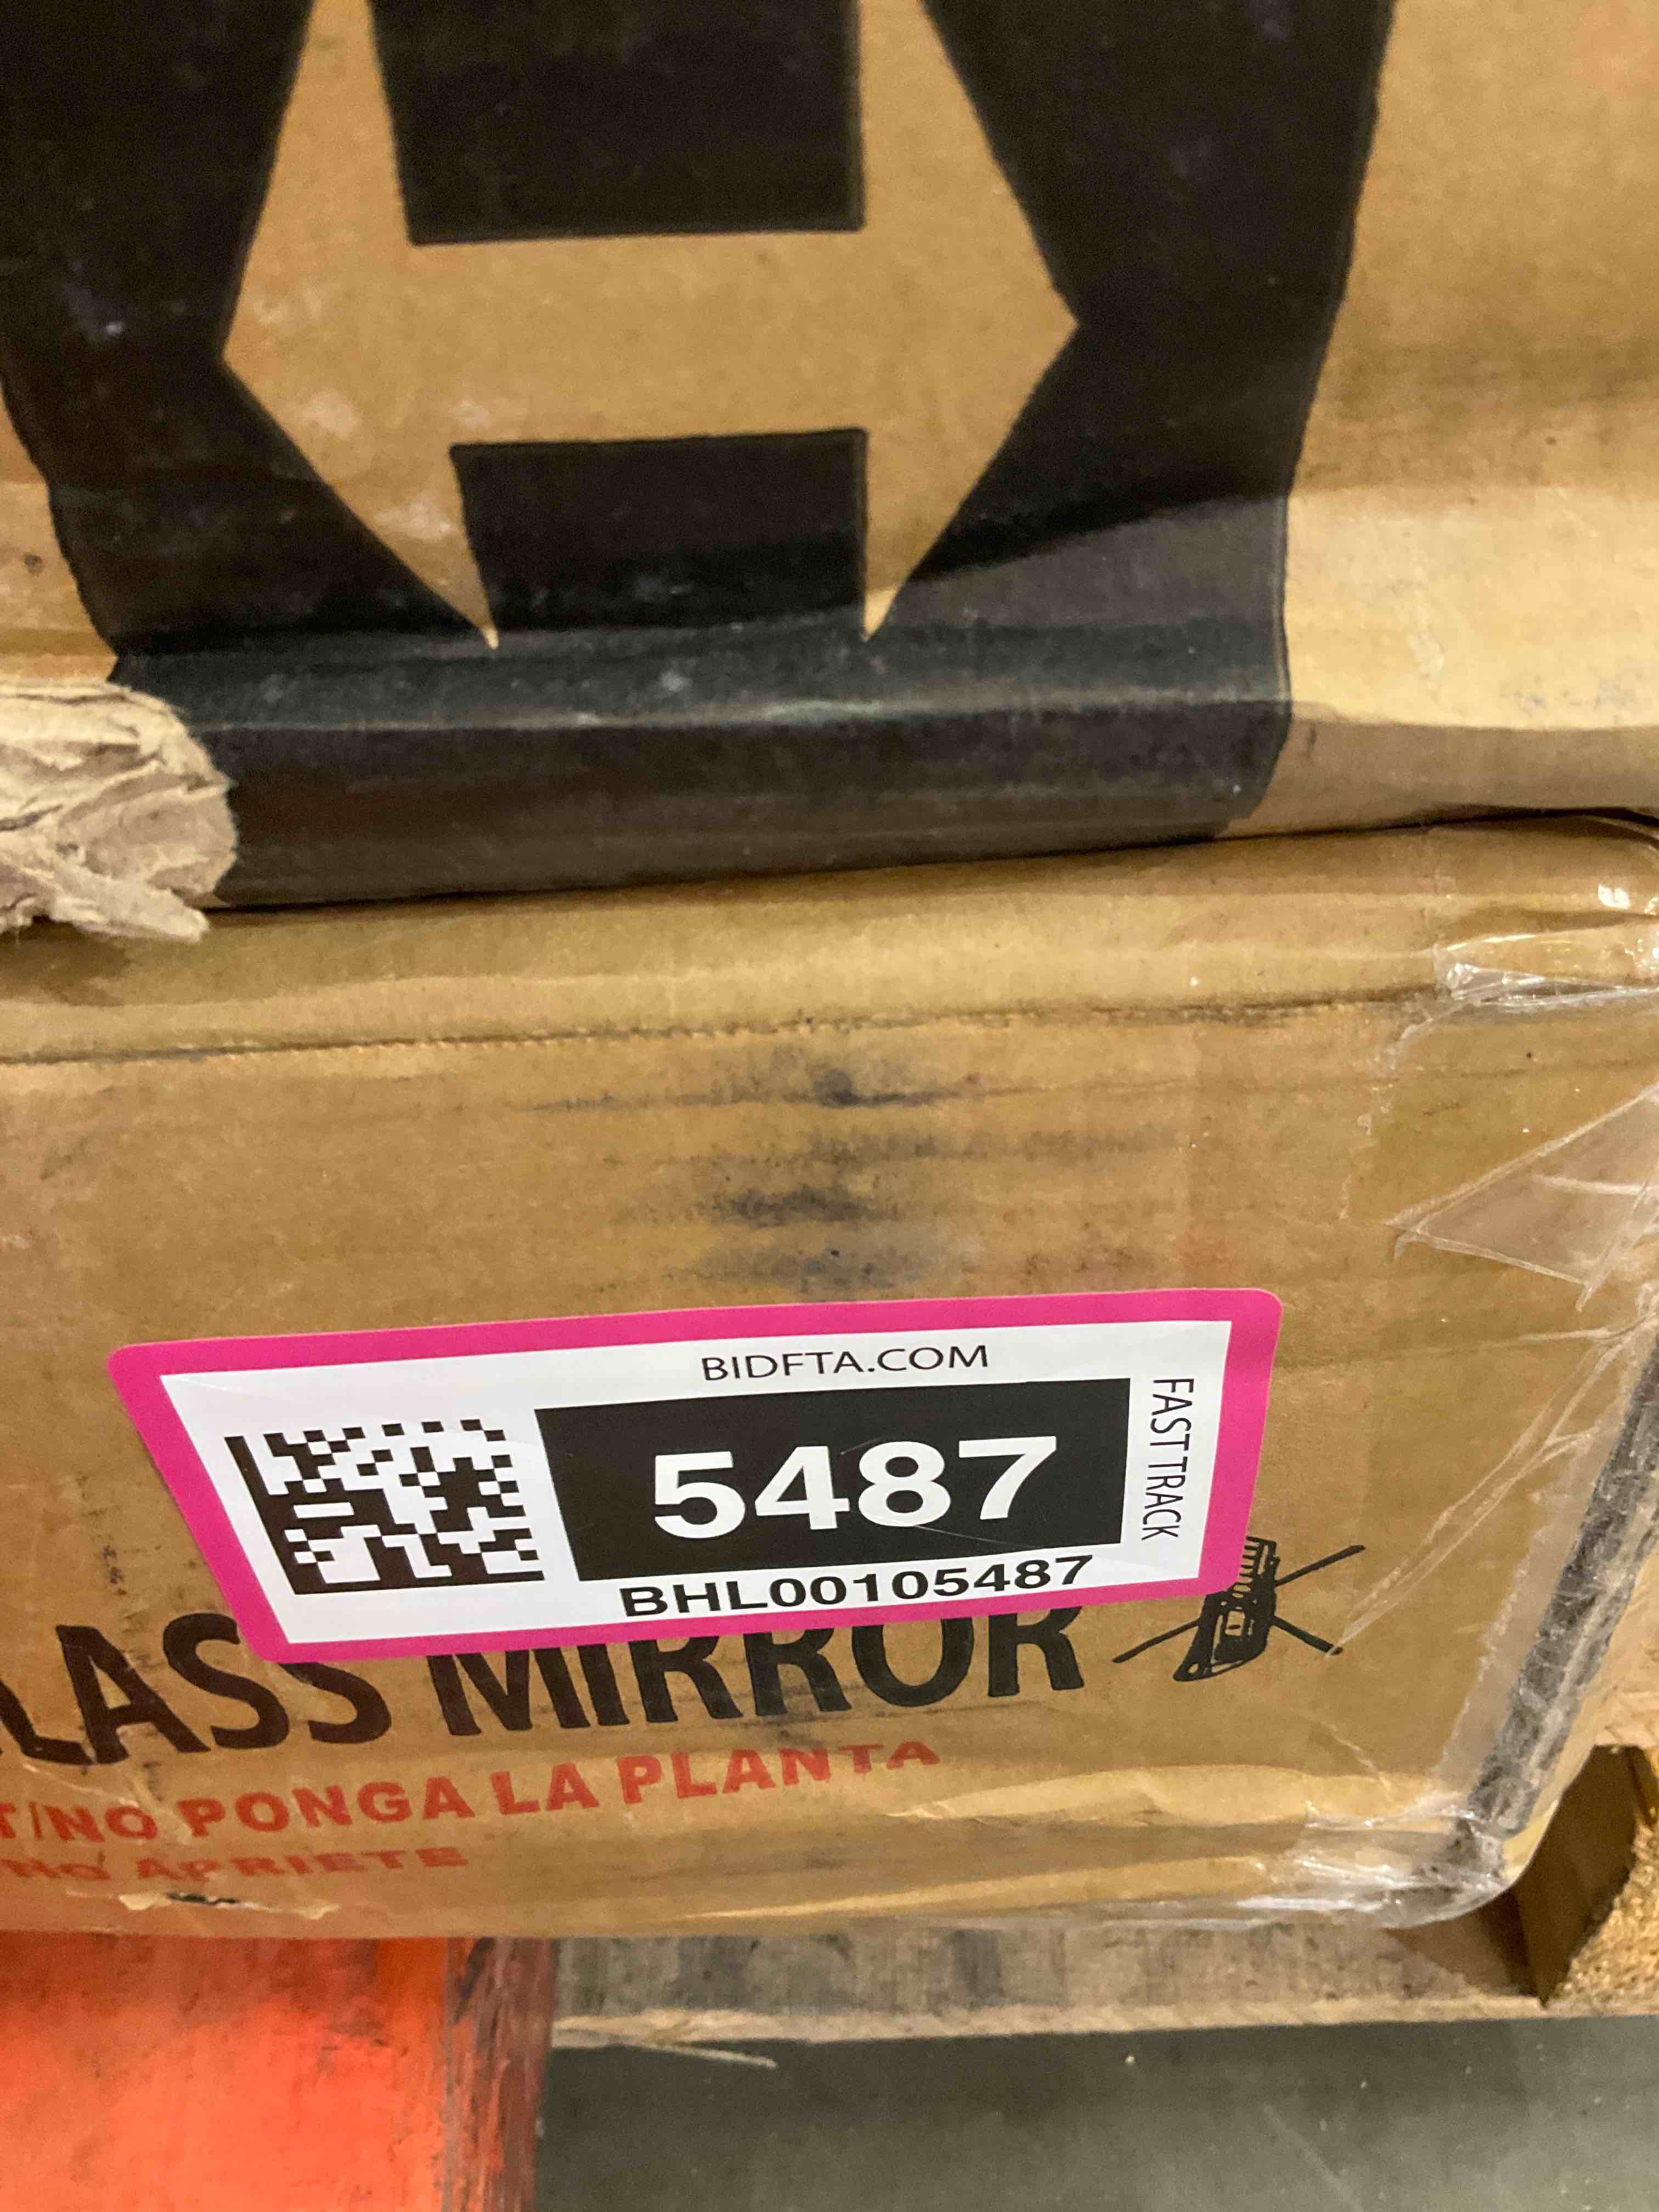 BIDFTA.COM
5487
FAST TRACK
BHL00105487
LASS MIRROR
T/NO PONGA LA PLANTA
NO APRIETE